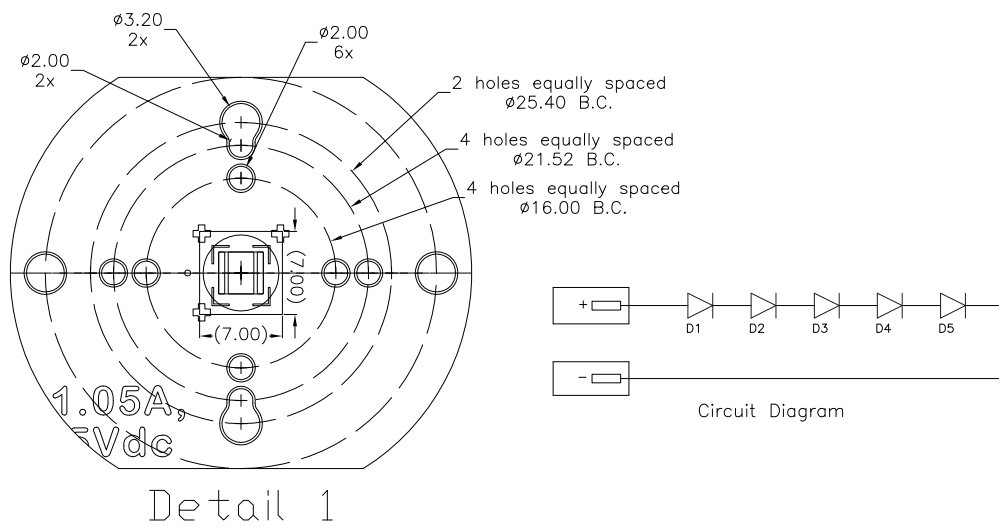 ø3.20
2x
ø2.00
6x
ø2.00
2x
2 holes equally spaced
ø25.40 B.C.
4 holes equally spaced
ø21.52 B.C.
4 holes equally spaced
ø16.00 B.C.
(7.00)
(7.00)
1.05A,
5Vdc
Detail 1
+
D1 D2 D3 D4 D5
-
Circuit Diagram